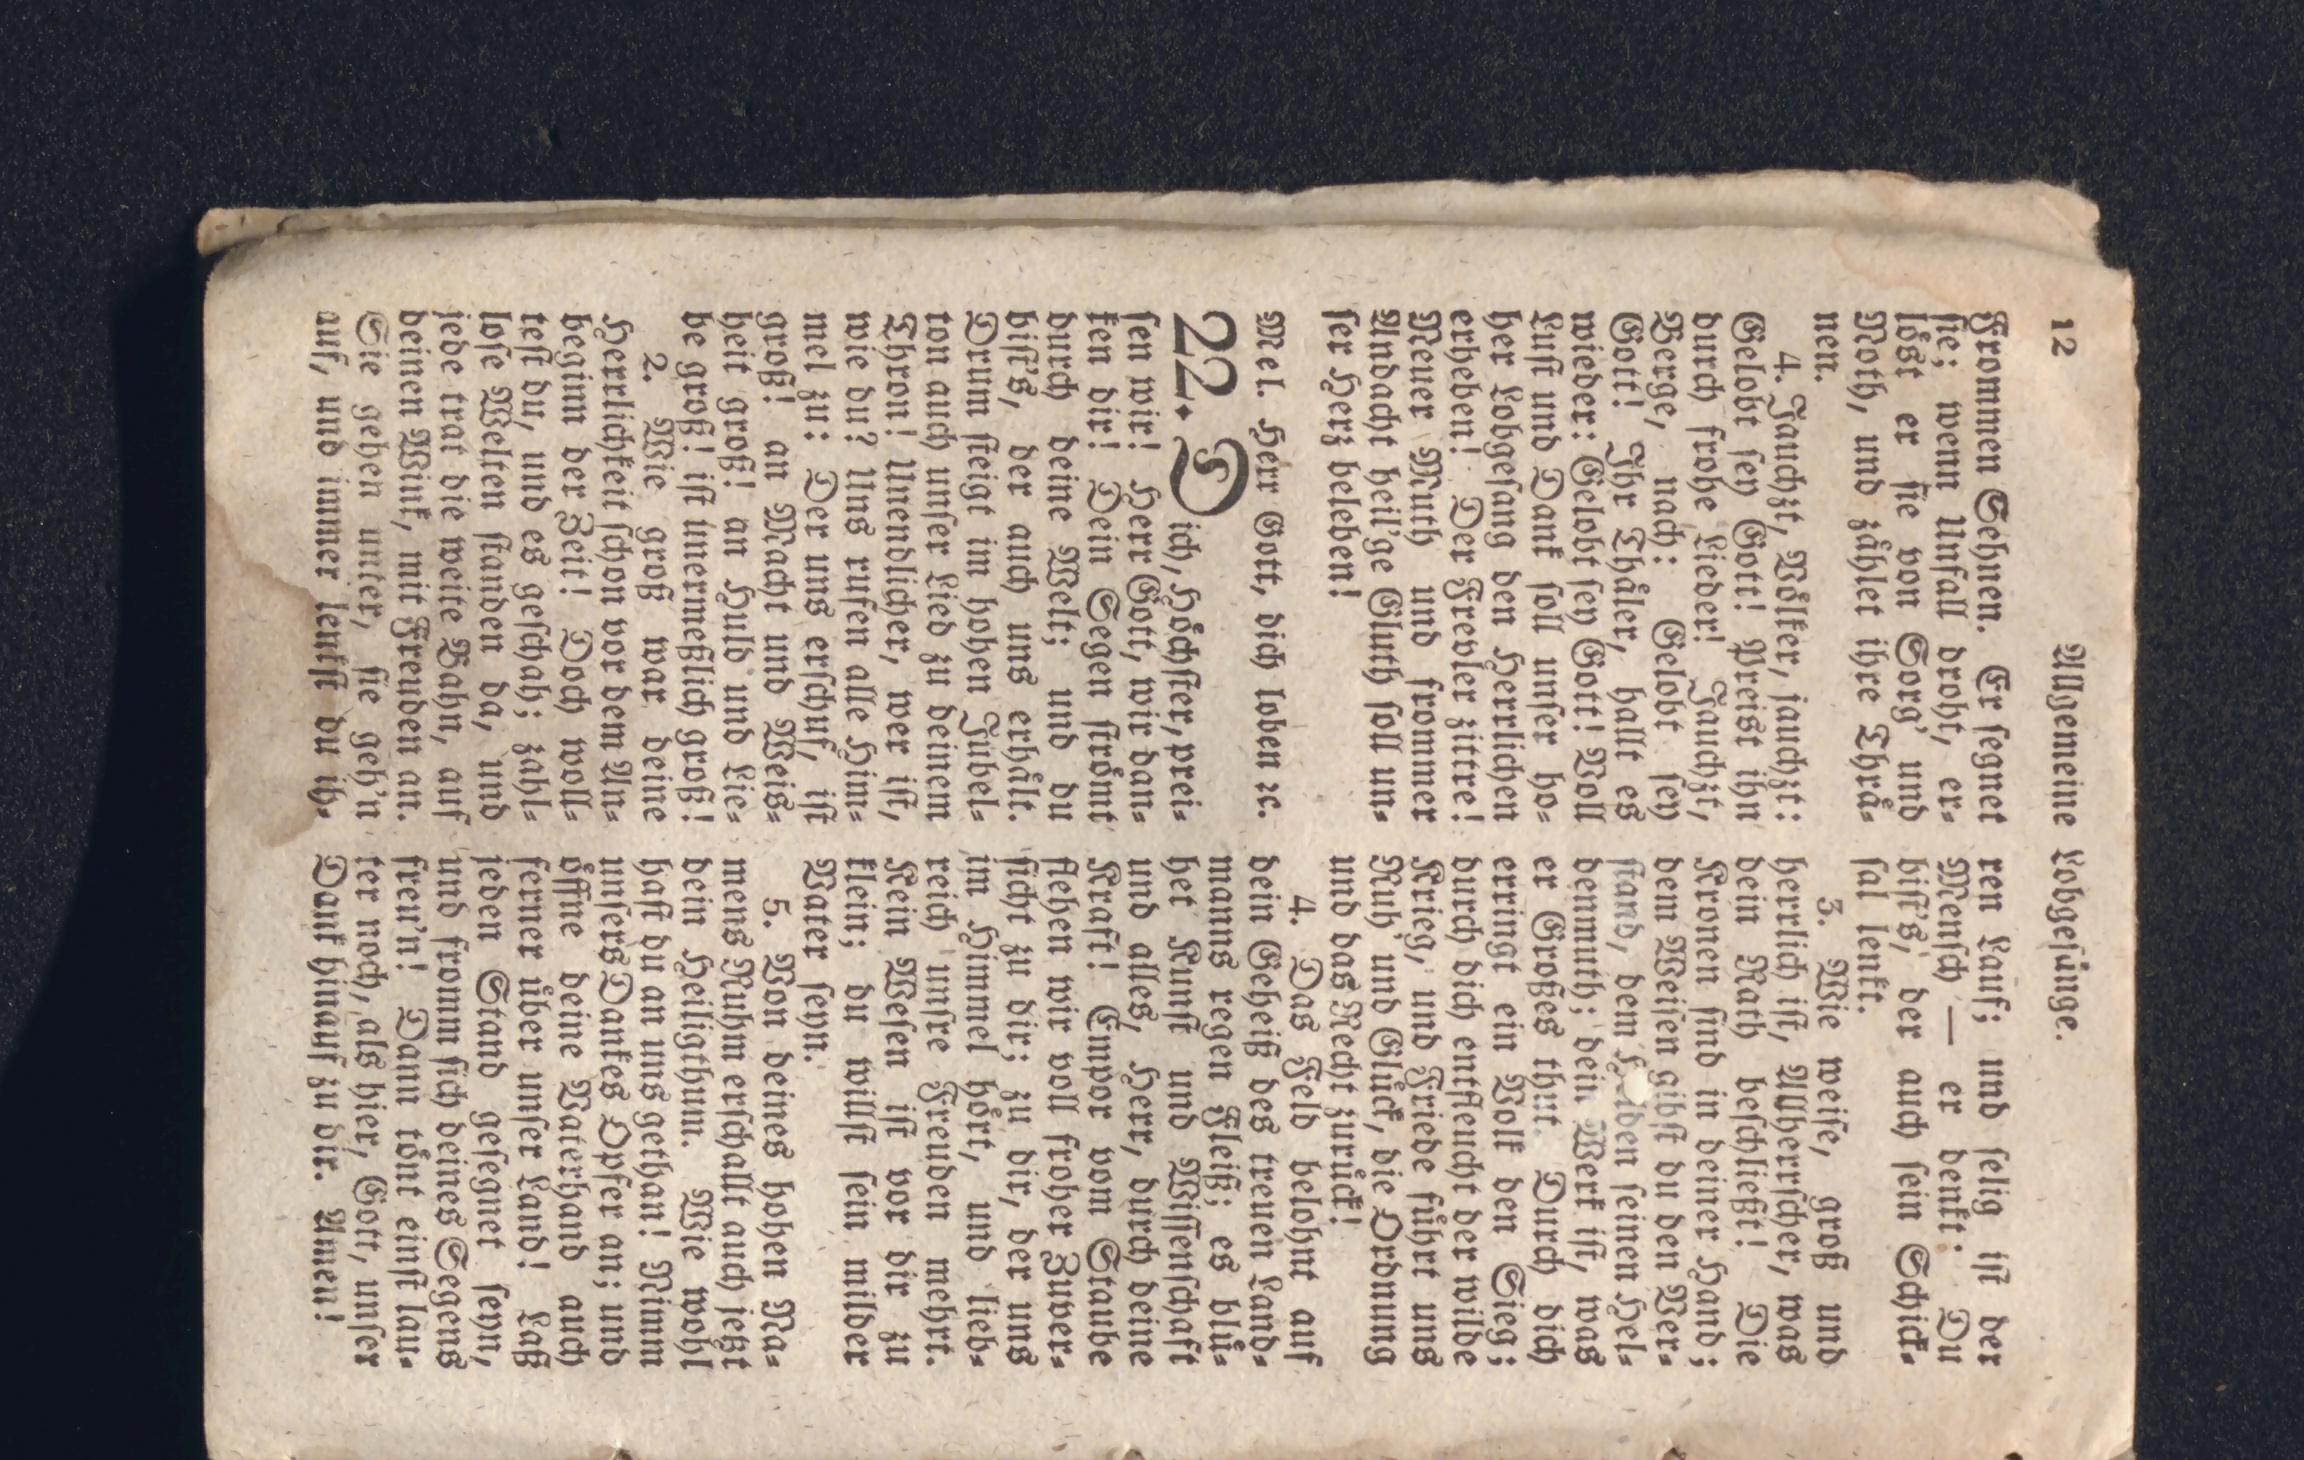 12 Allgemeine Lobgesänge.
Frommen Sehnen. Er segnet
sie; wenn Unfall droht, er-
löst er sie von Sorg' und
Noth, und zählet ihre Thrä-
nen.
4. Jauchzt, Völker, jauchzt:
Gelobt sey Gott! Preist ihn
durch frohe Lieder! Jauchzt,
Berge, nach: Gelobt sey
Gott! Ihr Thäler, hallt es
wieder: Gelobt sey Gott! Voll
Lust und Dank soll unser ho-
her Lobgesang den Herrlichen
erheben! Der Frevler zittre!
Neuer Muth und frommer
Andacht heil'ge Gluth soll un-
ser Herz beleben!
Mel. Herr Gott, dich loben ꝛc.
22. Dich, Höchster, prei-
sen wir! Herr Gott, wir dan-
ken dir! Dein Segen strömt
durch deine Welt; und du
bist's, der auch uns erhält.
Drum steigt im hohen Jubel-
ton auch unser Lied zu deinem
Thron! Unendlicher, wer ist,
wie du? Uns rufen alle Him-
mel zu: Der uns erschuf, ist
groß! an Macht und Weis-
heit groß! an Huld und Lie-
be groß! ist unermeßlich groß!
2. Wie groß war deine
Herrlichkeit schon vor dem An-
beginn der Zeit! Doch woll-
test du, und es geschah; zahl-
lose Welten standen da, und
jede trat die weite Bahn, auf
deinen Wink, mit Freuden an.
Sie gehen unter, sie geh'n
auf, und immer lenkst du ih-
ren Lauf; und selig ist der
Mensch — er denkt: Du
bist's, der auch sein Schick-
sal lenkt.
3. Wie weise, groß und
herrlich ist, Allherrscher, was
dein Rath beschließt! Die
Kronen sind in deiner Hand;
dem Weisen gibst du den Ver-
stand, dem seinen Hel-
denmuth; dein Werk ist, was
er Großes thut. Durch dich
erringt ein Volk den Sieg;
durch dich entfleucht der wilde
Krieg, und Friede führt uns
Ruh' und Glück, die Ordnung
und das Recht zurück!
4. Das Feld belohnt auf
dein Geheiß des treuen Land-
manns regen Fleiß; es blü-
het Kunst und Wissenschaft
und alles, Herr, durch deine
Kraft! Empor vom Staube
flehen wir voll froher Zuver-
sicht zu dir; zu dir, der uns
im Himmel hört, und lieb-
reich unsre Freuden mehrt.
Kein Wesen ist vor dir zu
klein; du willst sein milder
Vater seyn.
5. Von deines hohen Na-
mens Ruhm erschallt auch jetzt
dein Heiligthum. Wie wohl
hast du an uns gethan! Nimm
unsers Dankes Opfer an; und
öffne deine Vaterhand auch
ferner über unser Land! Laß
jeden Stand gesegnet seyn,
und fromm sich deines Segens
freu'n! Dann tönt einst lau-
ter noch, als hier, Gott, unser
Dank hinauf zu dir. Amen!